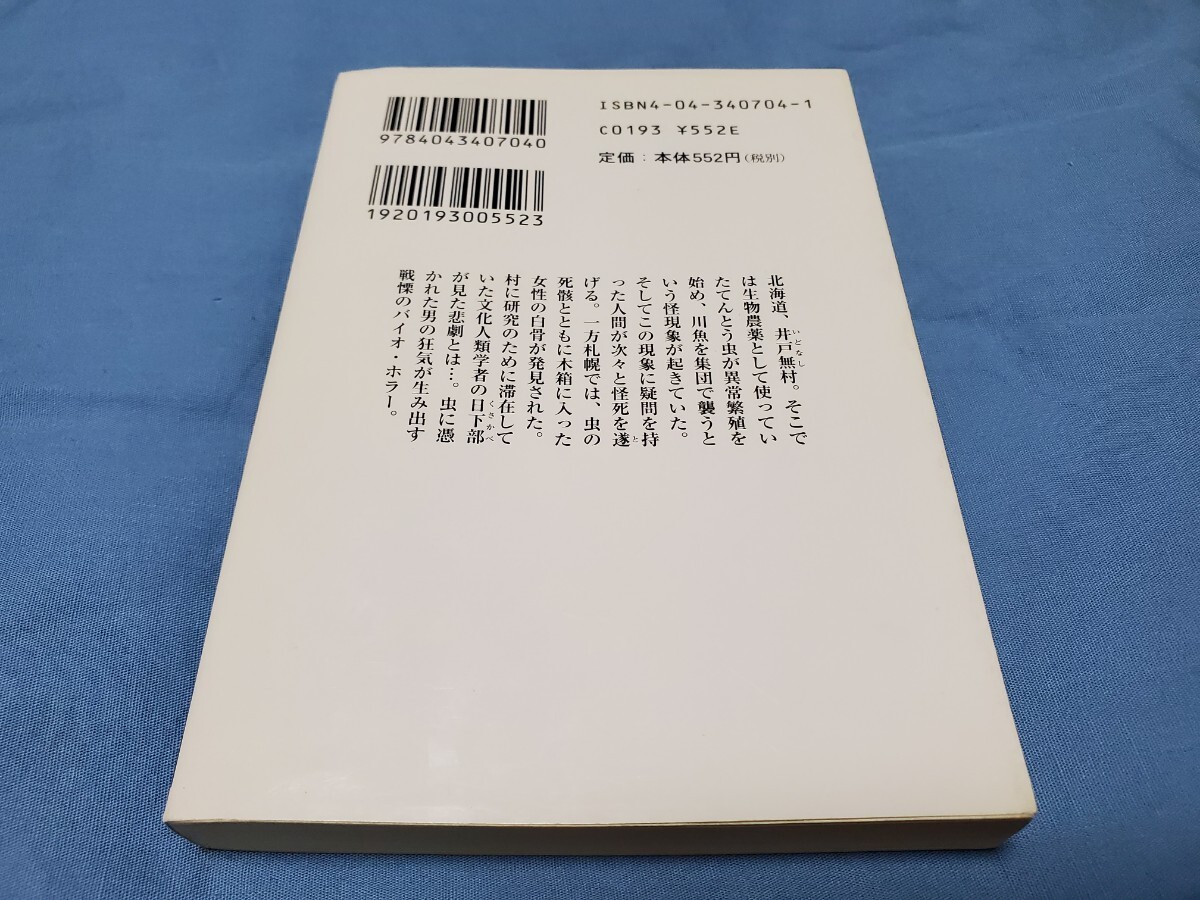 ISBN4-04-340704-1
C0193 ¥552E
定価：本体552円（税別）
9784043407040
1920193005523
北海道、井戸無村。そこで
は生物農薬として使ってい
たてんとう虫が異常繁殖を
始め、川魚を集団で襲うと
いう怪現象が起きていた。
そしてこの現象に疑問を持
った人間が次々と怪死を遂
げる。一方札幌では、虫の
死骸とともに木箱に入った
女性の白骨が発見された。
村に研究のために滞在して
いた文化人類学者の日下部
が見た悲劇とは…。虫に憑
かれた男の狂気が生み出す
戦慄のバイオ・ホラー。
いどなし
と
くさかべ